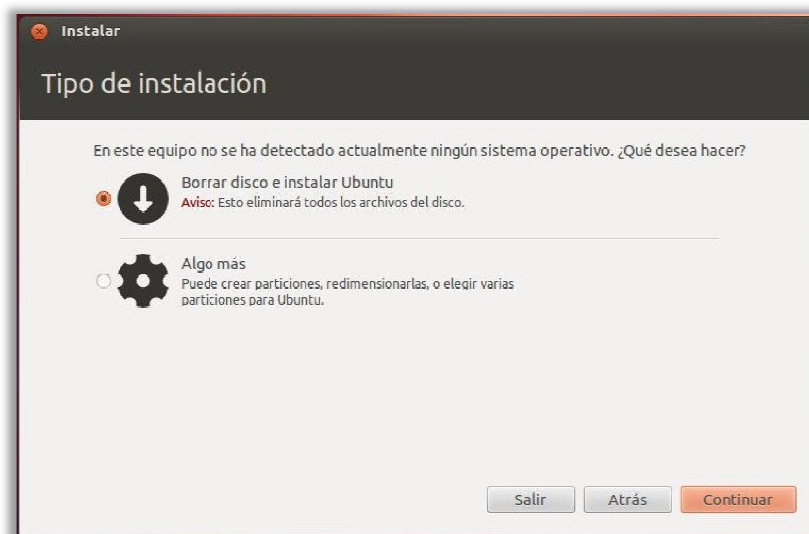 Instalar
Tipo de instalación
En este equipo no se ha detectado actualmente ningún sistema operativo. ¿Qué desea hacer?
Borrar disco e instalar Ubuntu
Aviso: Esto eliminará todos los archivos del disco.
Algo más
Puede crear particiones, redimensionarlas, o elegir varias
particiones para Ubuntu.
Salir Atrás Continuar